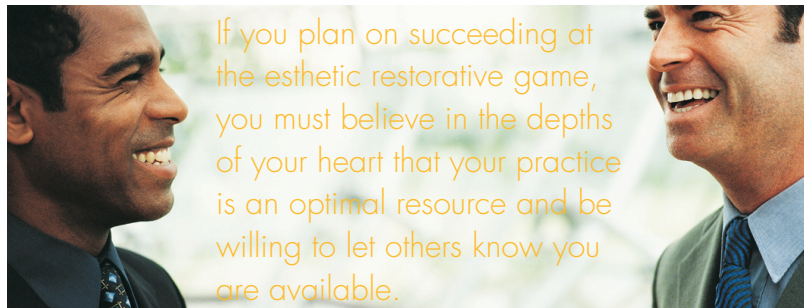 If you plan on succeeding at
the esthetic restorative game,
you must believe in the depths
of your heart that your practice
is an optimal resource and be
willing to let others know you
are available.